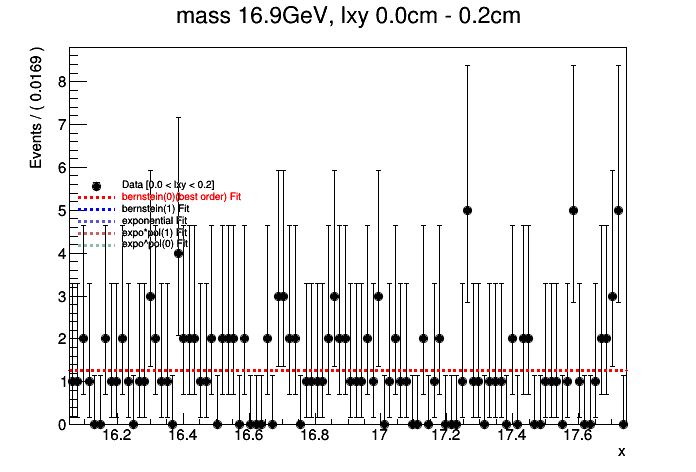 mass 16.9GeV, lxy 0.0cm - 0.2cm
Events / ( 0.0169 )
8
7
6
5
4
3
2
1
0
Data [0.0 < lxy < 0.2]
bernstein(0)(best order) Fit
bernstein(1) Fit
exponential Fit
expo*pol(1) Fit
expo^pol(0) Fit
16.2 16.4 16.6 16.8 17 17.2 17.4 17.6
x